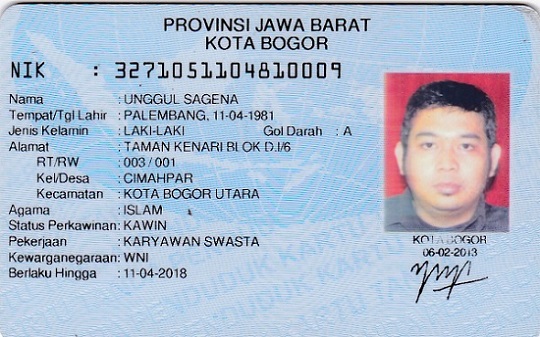 PROVINSI JAWA BARAT
KOTA BOGOR
NIK : 3271051104810009
Nama : UNGGUL SAGENA
Tempat/Tgl Lahir : PALEMBANG, 11-04-1981
Jenis Kelamin : LAKI-LAKI Gol Darah : A
Alamat : TAMAN KENARI BLOK D.I/6
RT/RW : 003 / 001
Kel/Desa : CIMAHPAR
Kecamatan : KOTA BOGOR UTARA
Agama : ISLAM
Status Perkawinan: KAWIN
Pekerjaan : KARYAWAN SWASTA
Kewarganegaraan: WNI
Berlaku Hingga : 11-04-2018
KOTA BOGOR
06-02-2013